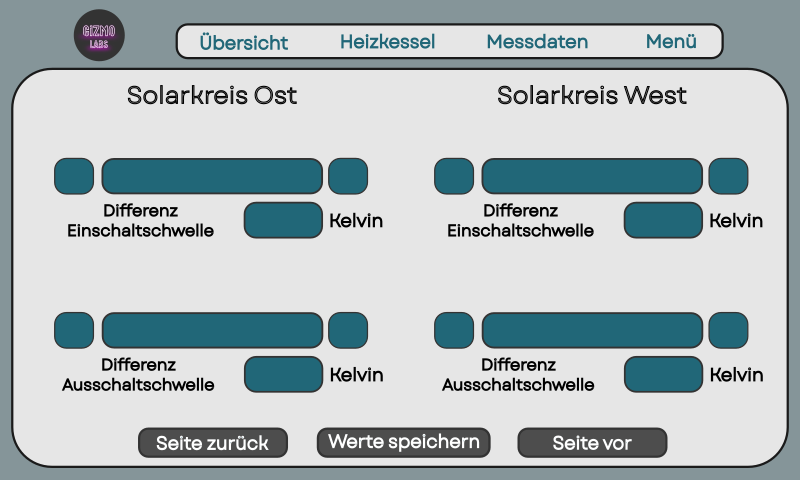 GIZMO
LABS
Übersicht Heizkessel Messdaten Menü
Solarkreis Ost Solarkreis West
Differenz
Einschaltschwelle
Kelvin
Differenz
Einschaltschwelle
Kelvin
Differenz
Ausschaltschwelle
Kelvin
Differenz
Ausschaltschwelle
Kelvin
Seite zurück Werte speichern Seite vor